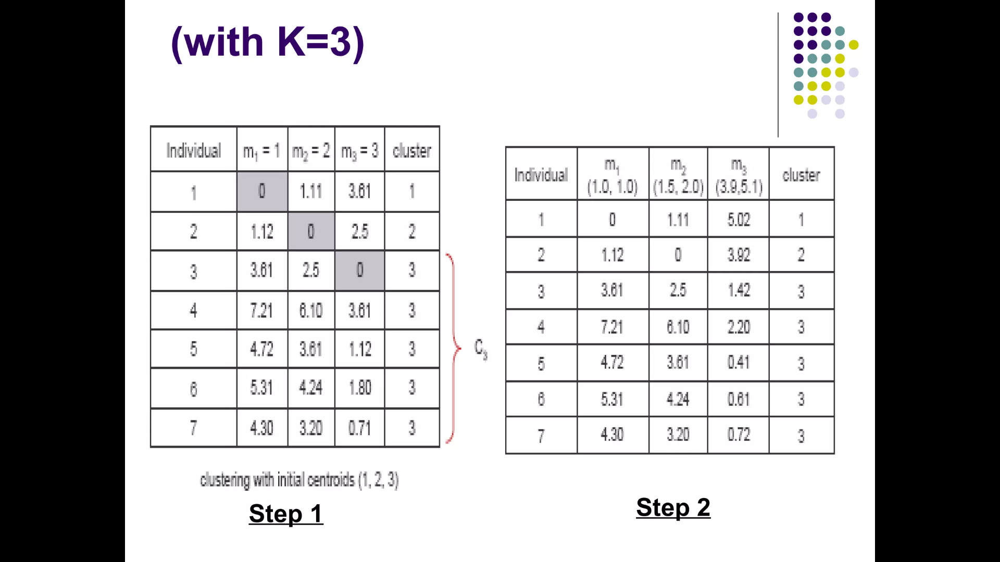 (with K=3)
Individual m₁ = 1 m₂ = 2 m₃ = 3 cluster
1 0 1.11 3.61 1
2 1.12 0 2.5 2
3 3.61 2.5 0 3
4 7.21 6.10 3.61 3
5 4.72 3.61 1.12 3
6 5.31 4.24 1.80 3
7 4.30 3.20 0.71 3
C₃
clustering with initial centroids (1, 2, 3)
Step 1
Individual m₁ (1.0, 1.0) m₂ (1.5, 2.0) m₃ (3.9,5.1) cluster
1 0 1.11 5.02 1
2 1.12 0 3.92 2
3 3.61 2.5 1.42 3
4 7.21 6.10 2.20 3
5 4.72 3.61 0.41 3
6 5.31 4.24 0.61 3
7 4.30 3.20 0.72 3
Step 2